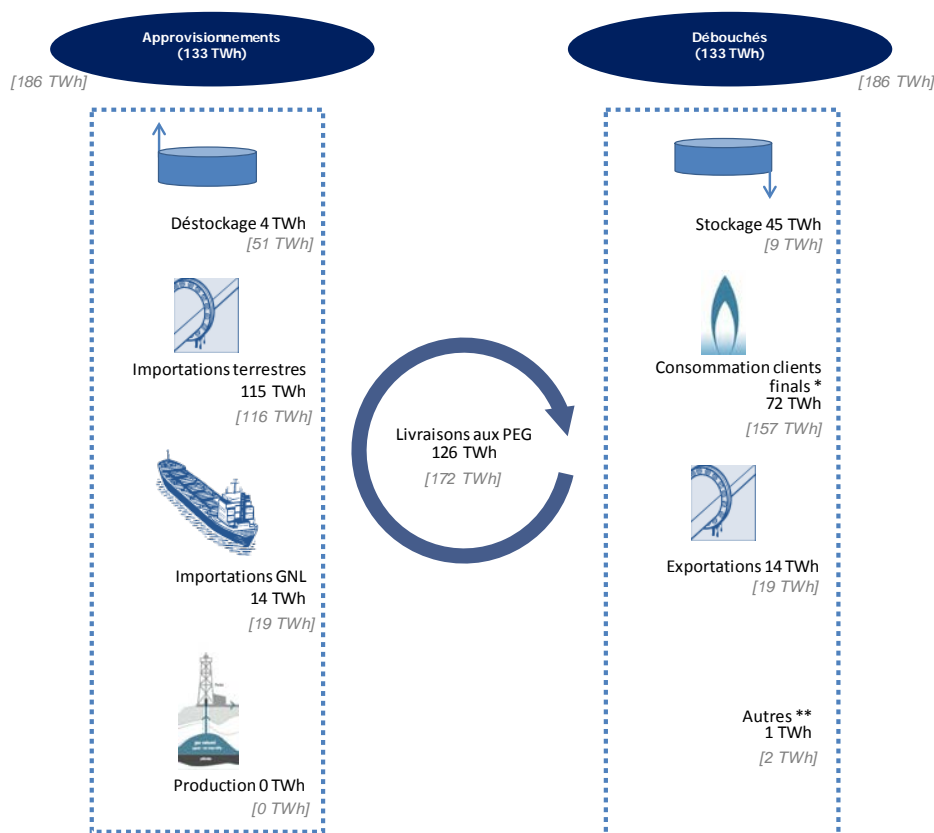 Approvisionnements
(133 TWh)
[186 TWh]
Débouchés
(133 TWh)
[186 TWh]
Déstockage 4 TWh
[51 TWh]
Importations terrestres
115 TWh
[116 TWh]
Importations GNL
14 TWh
[19 TWh]
Production 0 TWh
[0 TWh]
Livraisons aux PEG
126 TWh
[172 TWh]
Stockage 45 TWh
[9 TWh]
Consommation clients
finals *
72 TWh
[157 TWh]
Exportations 14 TWh
[19 TWh]
Autres **
1 TWh
[2 TWh]